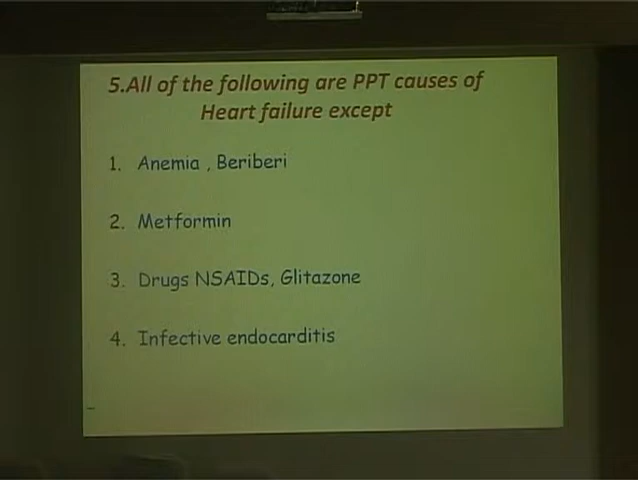 5.All of the following are PPT causes of
Heart failure except
1. Anemia , Beriberi
2. Metformin
3. Drugs NSAIDs, Glitazone
4. Infective endocarditis